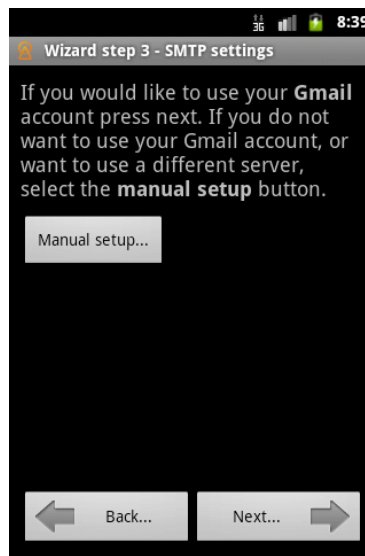 3G 8:39
Wizard step 3 - SMTP settings
If you would like to use your Gmail
account press next. If you do not
want to use your Gmail account, or
want to use a different server,
select the manual setup button.
Manual setup...
Back... Next...